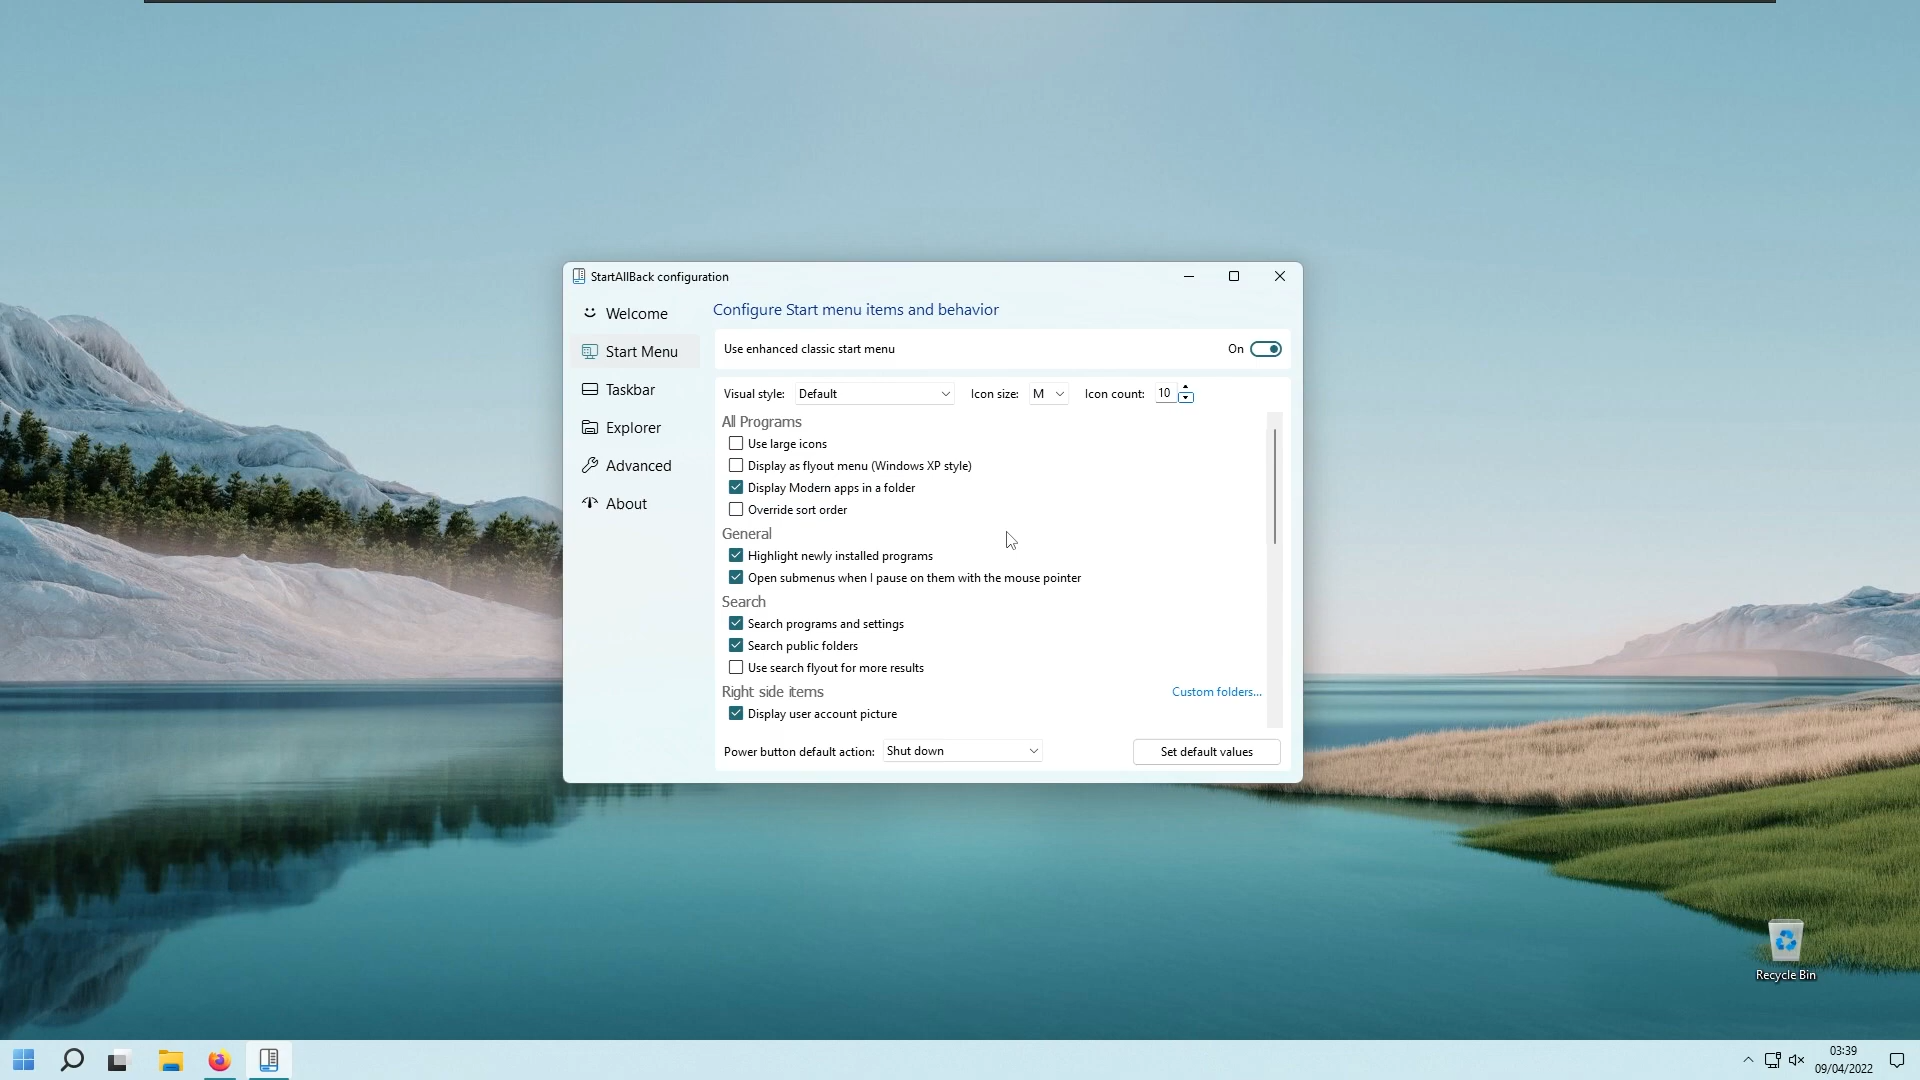 StartAllBack configuration
Welcome
Start Menu
Taskbar
Explorer
Advanced
About
Configure Start menu items and behavior
Use enhanced classic start menu
On
Visual style: Default Icon size: M Icon count: 10
All Programs
Use large icons
Display as flyout menu (Windows XP style)
Display Modern apps in a folder
Override sort order
General
Highlight newly installed programs
Open submenus when I pause on them with the mouse pointer
Search
Search programs and settings
Search public folders
Use search flyout for more results
Right side items Custom folders...
Display user account picture
Power button default action: Shut down Set default values
Recycle Bin
03:39
09/04/2022